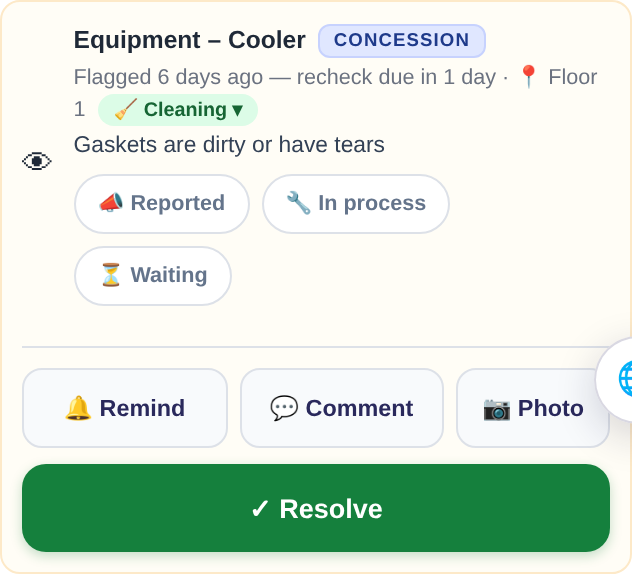 Equipment – Cooler CONCESSION
Flagged 6 days ago — recheck due in 1 day · 📍 Floor
1 🧹 Cleaning ▾
Gaskets are dirty or have tears
📣 Reported 🔧 In process
⏳ Waiting
🔔 Remind 💬 Comment 📷 Photo
✓ Resolve